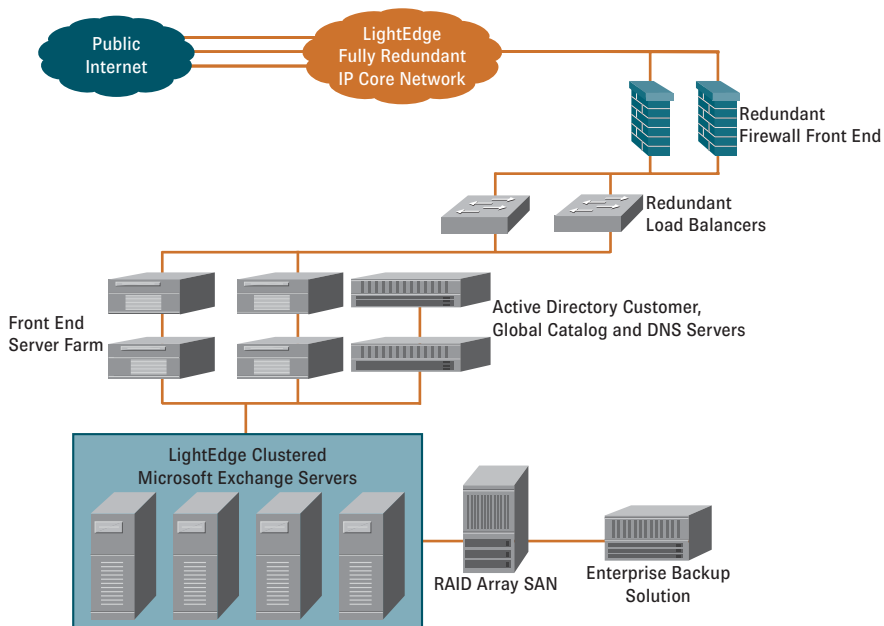 Public
Internet
LightEdge
Fully Redundant
IP Core Network
Redundant
Firewall Front End
Redundant
Load Balancers
Front End
Server Farm
Active Directory Customer,
Global Catalog and DNS Servers
LightEdge Clustered
Microsoft Exchange Servers
RAID Array SAN
Enterprise Backup
Solution